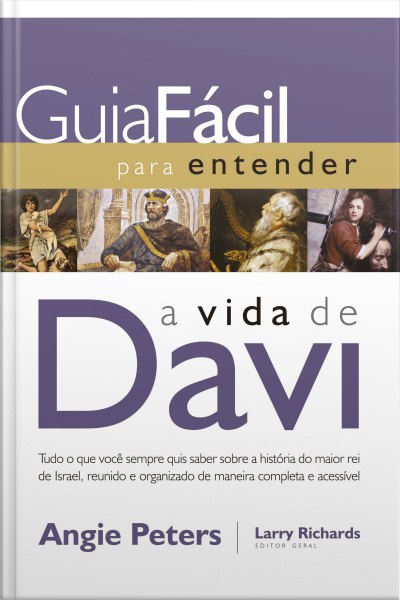 GuiaFácil
para entender
a vida de
Davi
Tudo o que você sempre quis saber sobre a história do maior rei
de Israel, reunido e organizado de maneira completa e acessível
Angie Peters
Larry Richards
EDITOR GERAL